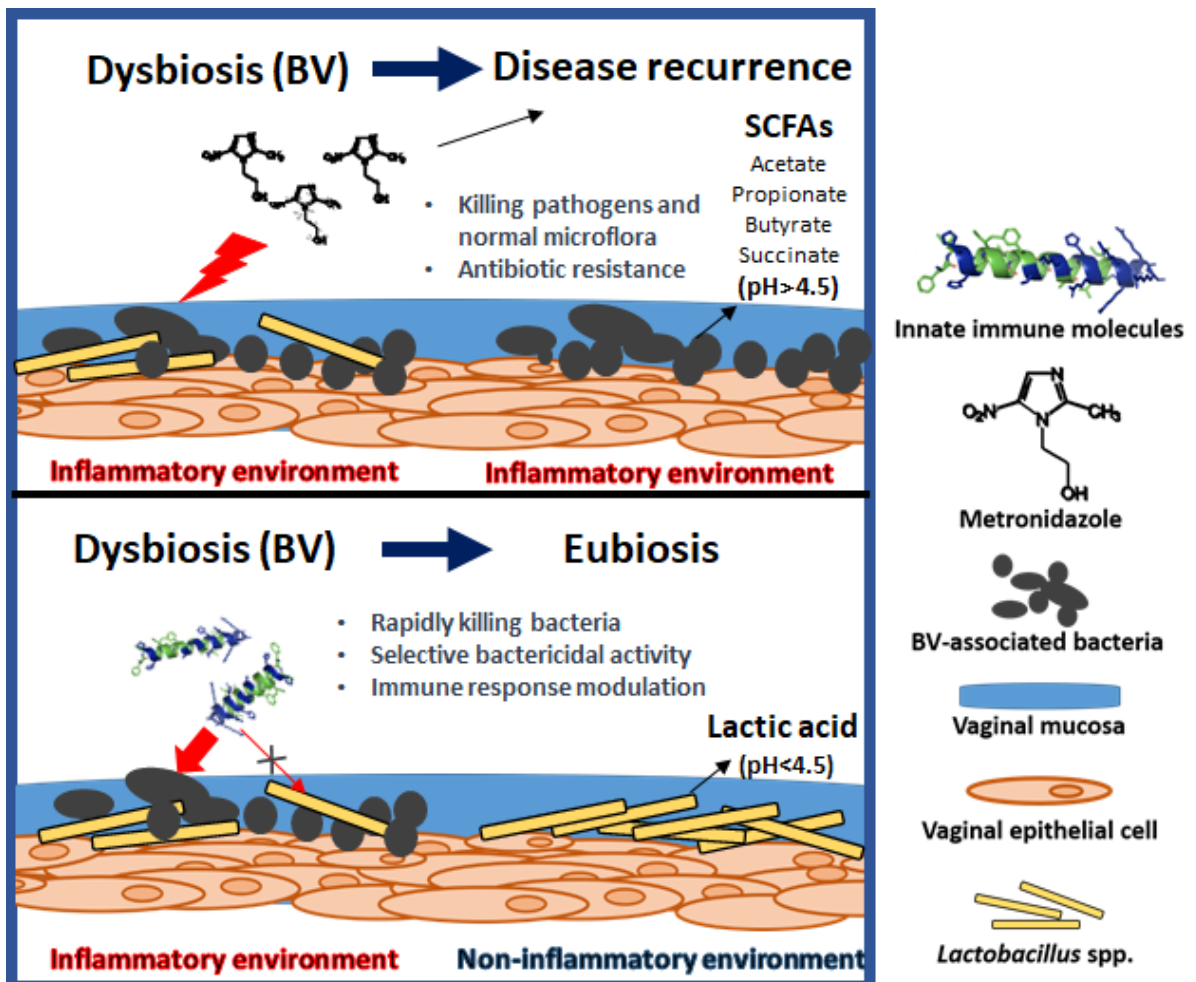 Dysbiosis (BV)
Disease recurrence
SCFAs
Acetate
Propionate
Butyrate
Succinate
(pH>4.5)
• Killing pathogens and
normal microflora
• Antibiotic resistance
Inflammatory environment
Inflammatory environment
Dysbiosis (BV)
Eubiosis
• Rapidly killing bacteria
• Selective bactericidal activity
• Immune response modulation
Lactic acid
(pH<4.5)
Inflammatory environment
Non-inflammatory environment
Innate immune molecules
N
O₂N
N
CH₃
OH
Metronidazole
BV-associated bacteria
Vaginal mucosa
Vaginal epithelial cell
Lactobacillus spp.